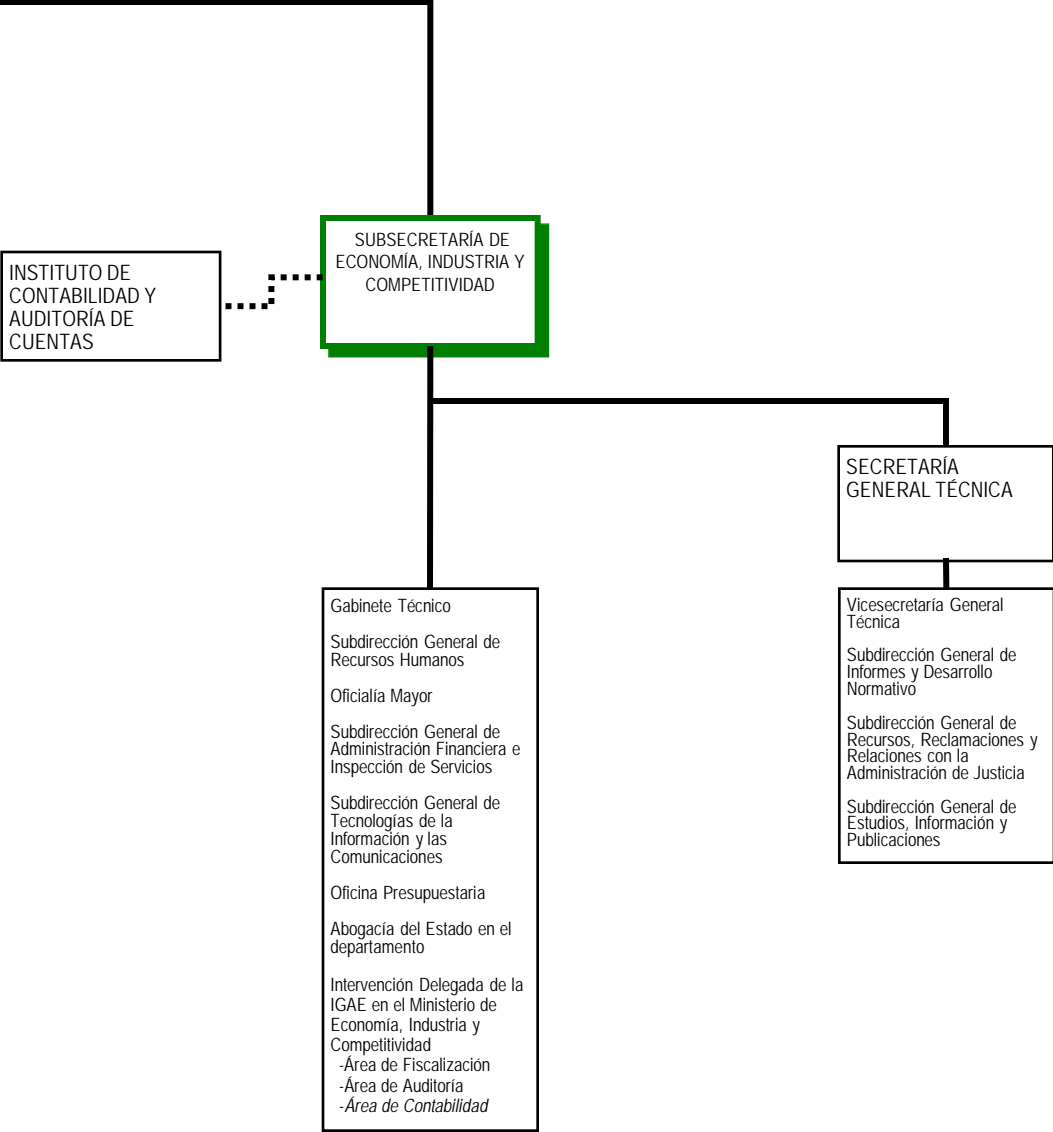 SUBSECRETARÍA DE
ECONOMÍA, INDUSTRIA Y
COMPETITIVIDAD
INSTITUTO DE
CONTABILIDAD Y
AUDITORÍA DE
CUENTAS
SECRETARÍA
GENERAL TÉCNICA
Gabinete Técnico
Subdirección General de
Recursos Humanos
Oficialía Mayor
Subdirección General de
Administración Financiera e
Inspección de Servicios
Subdirección General de
Tecnologías de la
Información y las
Comunicaciones
Oficina Presupuestaria
Abogacía del Estado en el
departamento
Intervención Delegada de la
IGAE en el Ministerio de
Economía, Industria y
Competitividad
-Área de Fiscalización
-Área de Auditoría
-Área de Contabilidad
Vicesecretaría General
Técnica
Subdirección General de
Informes y Desarrollo
Normativo
Subdirección General de
Recursos, Reclamaciones y
Relaciones con la
Administración de Justicia
Subdirección General de
Estudios, Información y
Publicaciones